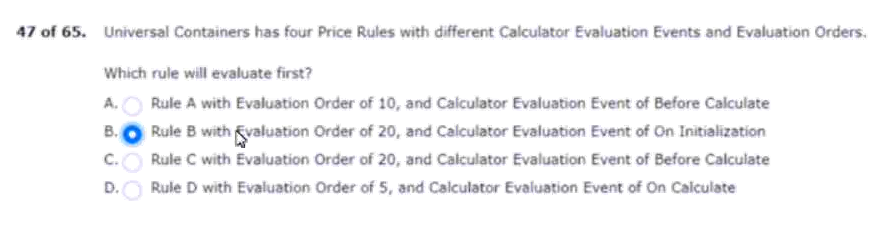 47 of 65. Universal Containers has four Price Rules with different Calculator Evaluation Events and Evaluation Orders.
Which rule will evaluate first?
A. Rule A with Evaluation Order of 10, and Calculator Evaluation Event of Before Calculate
B. Rule B with Evaluation Order of 20, and Calculator Evaluation Event of On Initialization
C. Rule C with Evaluation Order of 20, and Calculator Evaluation Event of Before Calculate
D. Rule D with Evaluation Order of 5, and Calculator Evaluation Event of On Calculate